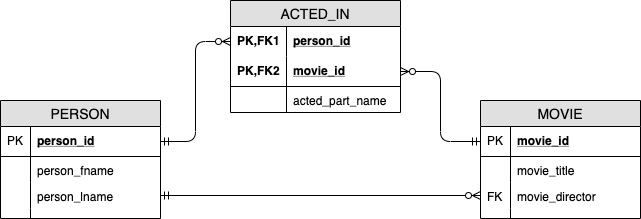 ACTED_IN
PK,FK1 person_id
PK,FK2 movie_id
acted_part_name
PERSON
PK person_id
person_fname
person_lname
MOVIE
PK movie_id
movie_title
FK movie_director